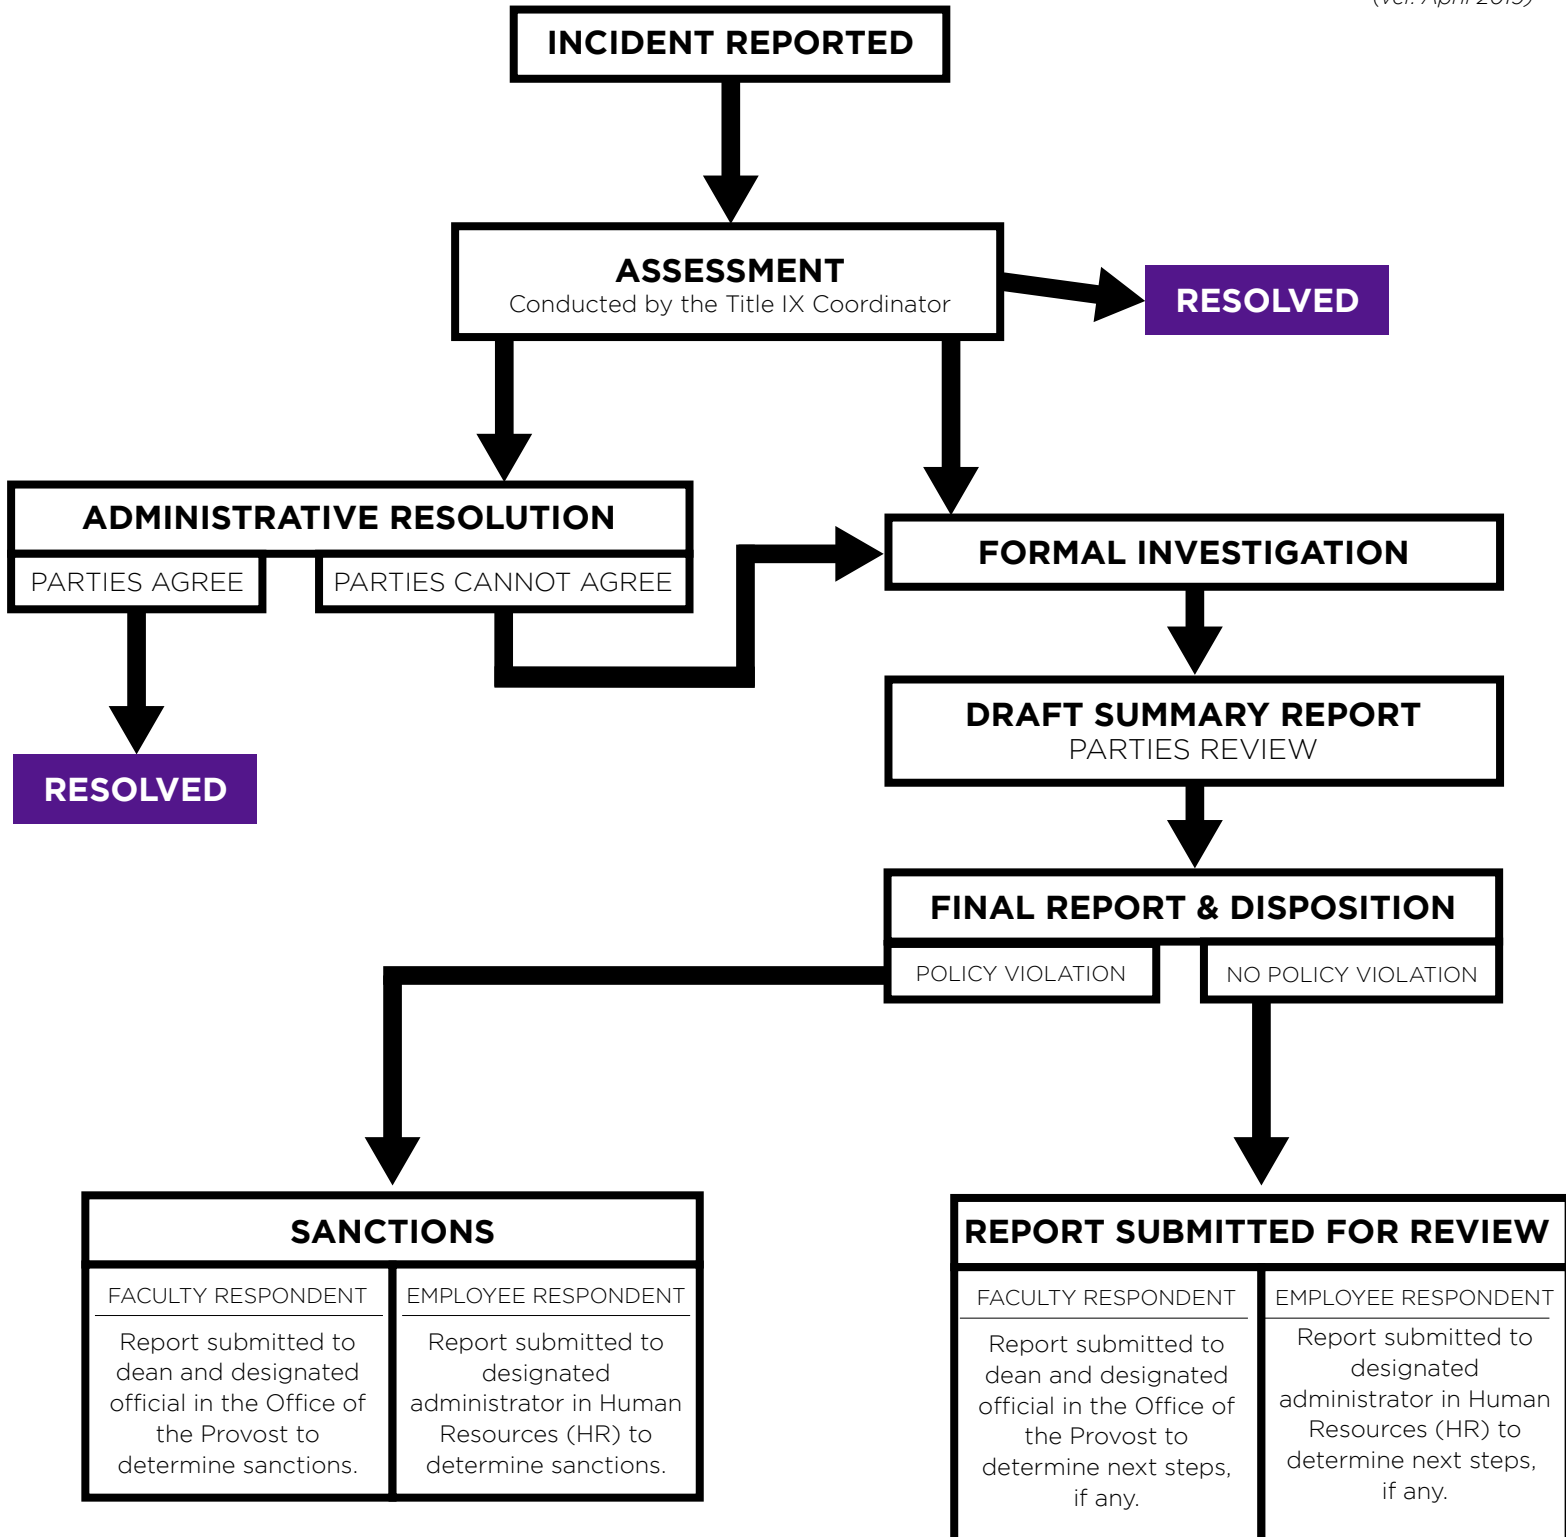 (ver. April 2019)
INCIDENT REPORTED
ASSESSMENT
Conducted by the Title IX Coordinator
RESOLVED
ADMINISTRATIVE RESOLUTION
PARTIES AGREE
PARTIES CANNOT AGREE
RESOLVED
FORMAL INVESTIGATION
DRAFT SUMMARY REPORT
PARTIES REVIEW
FINAL REPORT & DISPOSITION
POLICY VIOLATION
NO POLICY VIOLATION
SANCTIONS
FACULTY RESPONDENT
Report submitted to
dean and designated
official in the Office of
the Provost to
determine sanctions.
EMPLOYEE RESPONDENT
Report submitted to
designated
administrator in Human
Resources (HR) to
determine sanctions.
REPORT SUBMITTED FOR REVIEW
FACULTY RESPONDENT
Report submitted to
dean and designated
official in the Office of
the Provost to
determine next steps,
if any.
EMPLOYEE RESPONDENT
Report submitted to
designated
administrator in Human
Resources (HR) to
determine next steps,
if any.